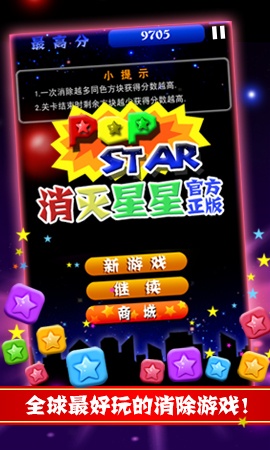 最高分 9705
小提示
1.一次消除越多同色方块获得分数越高.
2.关卡结束时剩余方块越少获得分数越高.
POP
STAR
消灭星星 官方正版
新游戏
继续
商城
全球最好玩的消除游戏!